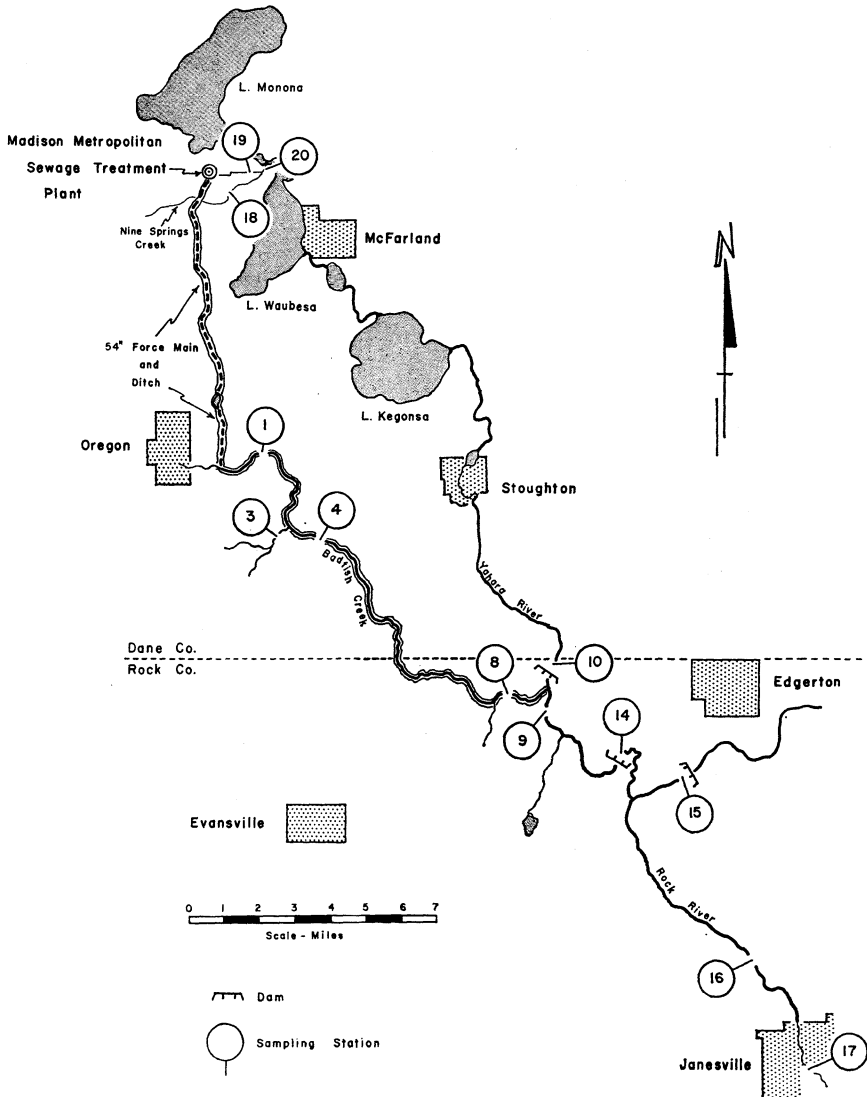 L. Monona
Madison Metropolitan
Sewage Treatment
Plant
19
20
18
Nine Springs
Creek
McFarland
L. Waubesa
N
54" Force Main
and
Ditch
L. Kegonsa
1
Oregon
Stoughton
3
4
Badfish
Creek
Yahara
River
Dane Co.
Rock Co.
8
10
Edgerton
9
14
15
Evansville
Rock
River
0 1 2 3 4 5 6 7
Scale - Miles
16
Dam
Sampling Station
Janesville
17